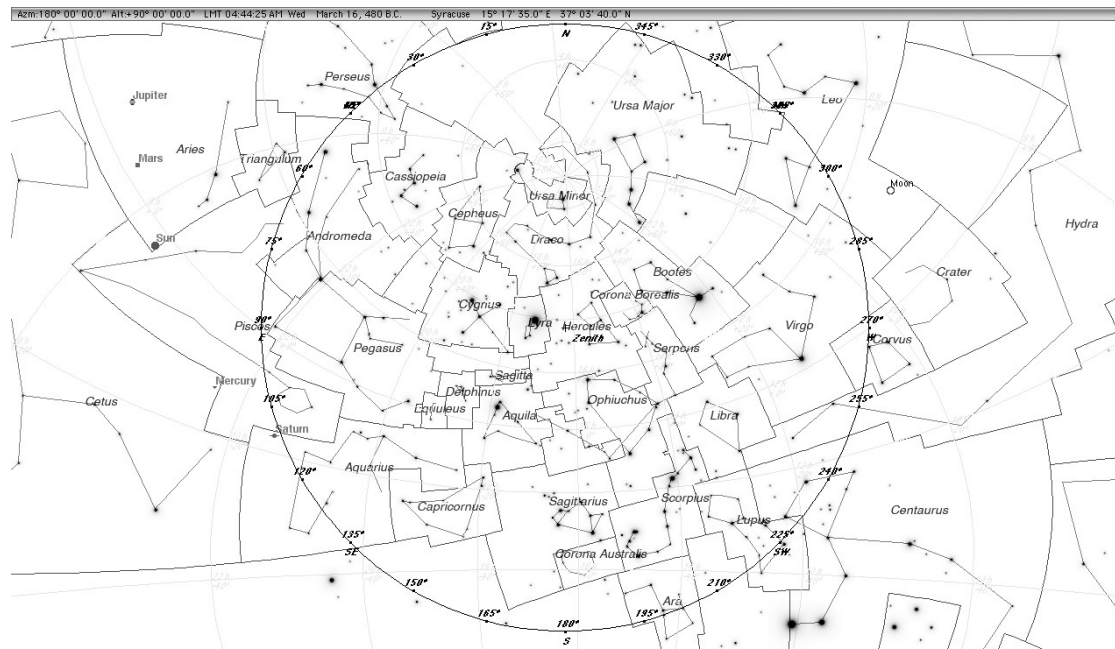 Azm:180° 00' 00.0" Alt:+90° 00' 00.0" LMT 04:44:25 AM Wed March 16, 480 B.C. Syracuse 15° 17' 35.0" E 37° 03' 40.0" N
15°
N
345°
30°
330°
Perseus
Jupiter
Ursa Major
Leo
Mars
Aries
Triangulum
60°
Cassiopeia
300°
Moon
Ursa Minor
Cepheus
Hydra
Sun
75°
Andromeda
Draco
285°
Bootes
Crater
Corona Borealis
Cygnus
90°
E
Pisces
Lyra
Hercules
Zenith
Virgo
270°
W
Corvus
Pegasus
Serpens
Sagitta
Mercury
Delphinus
Cetus
105°
Equuleus
Aquila
Ophiuchus
Libra
255°
Saturn
Aquarius
120°
240°
Capricornus
Sagittarius
Scorpius
Centaurus
Lupus
135°
SE
225°
SW
Corona Australis
150°
210°
Ara
165°
180°
S
195°